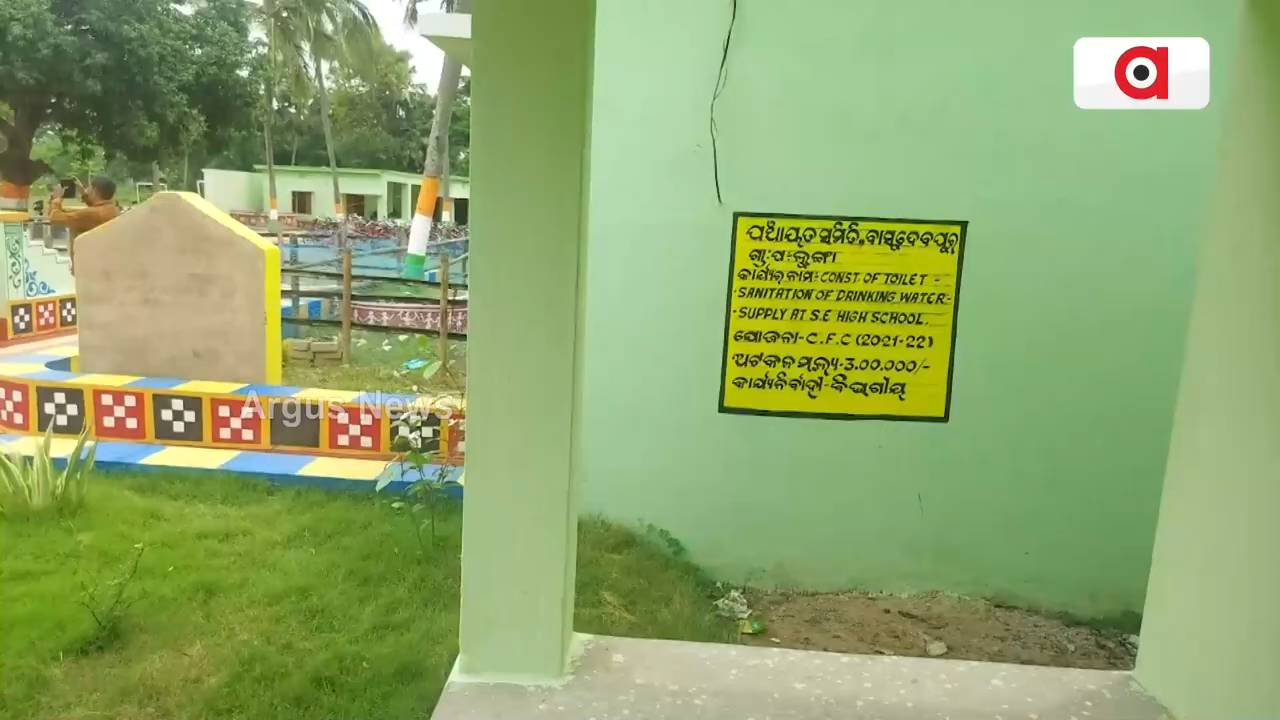 ପଞ୍ଚାୟତ ସମିତି, ବାସୁଦେବପୁର
ଗ୍ରା:ପ:-ଲୁଙ୍ଗା
କାର୍ଯ୍ୟର ନାମ:- CONST OF TOILET -
- SANITATION OF DRINKING WATER -
- SUPPLY AT S.E HIGH SCHOOL,
ଯୋଜନା - C.F.C (2021-22)
ଅଟକଳ ମୂଲ୍ୟ - 3,00,000/-
କାର୍ଯ୍ୟନିର୍ବାହୀ - ବିଭାଗୀୟ
Argus News